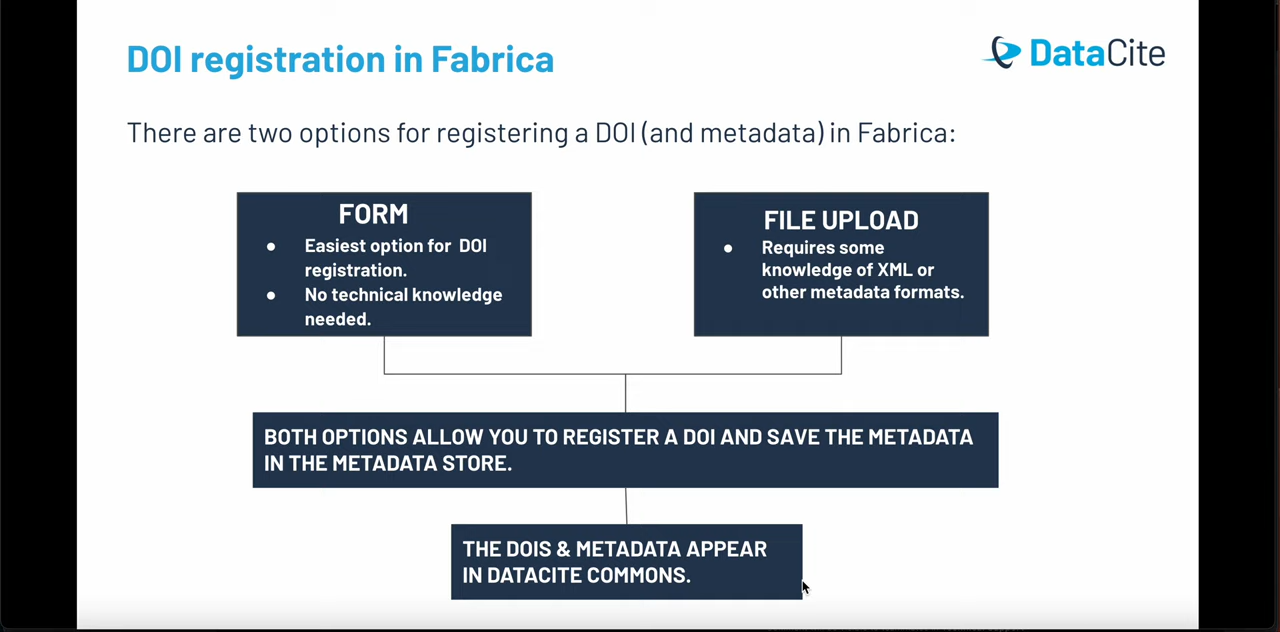 DOI registration in Fabrica
DataCite
There are two options for registering a DOI (and metadata) in Fabrica:
FORM
● Easiest option for DOI
registration.
● No technical knowledge
needed.
FILE UPLOAD
● Requires some
knowledge of XML or
other metadata formats.
BOTH OPTIONS ALLOW YOU TO REGISTER A DOI AND SAVE THE METADATA
IN THE METADATA STORE.
THE DOIS & METADATA APPEAR
IN DATACITE COMMONS.